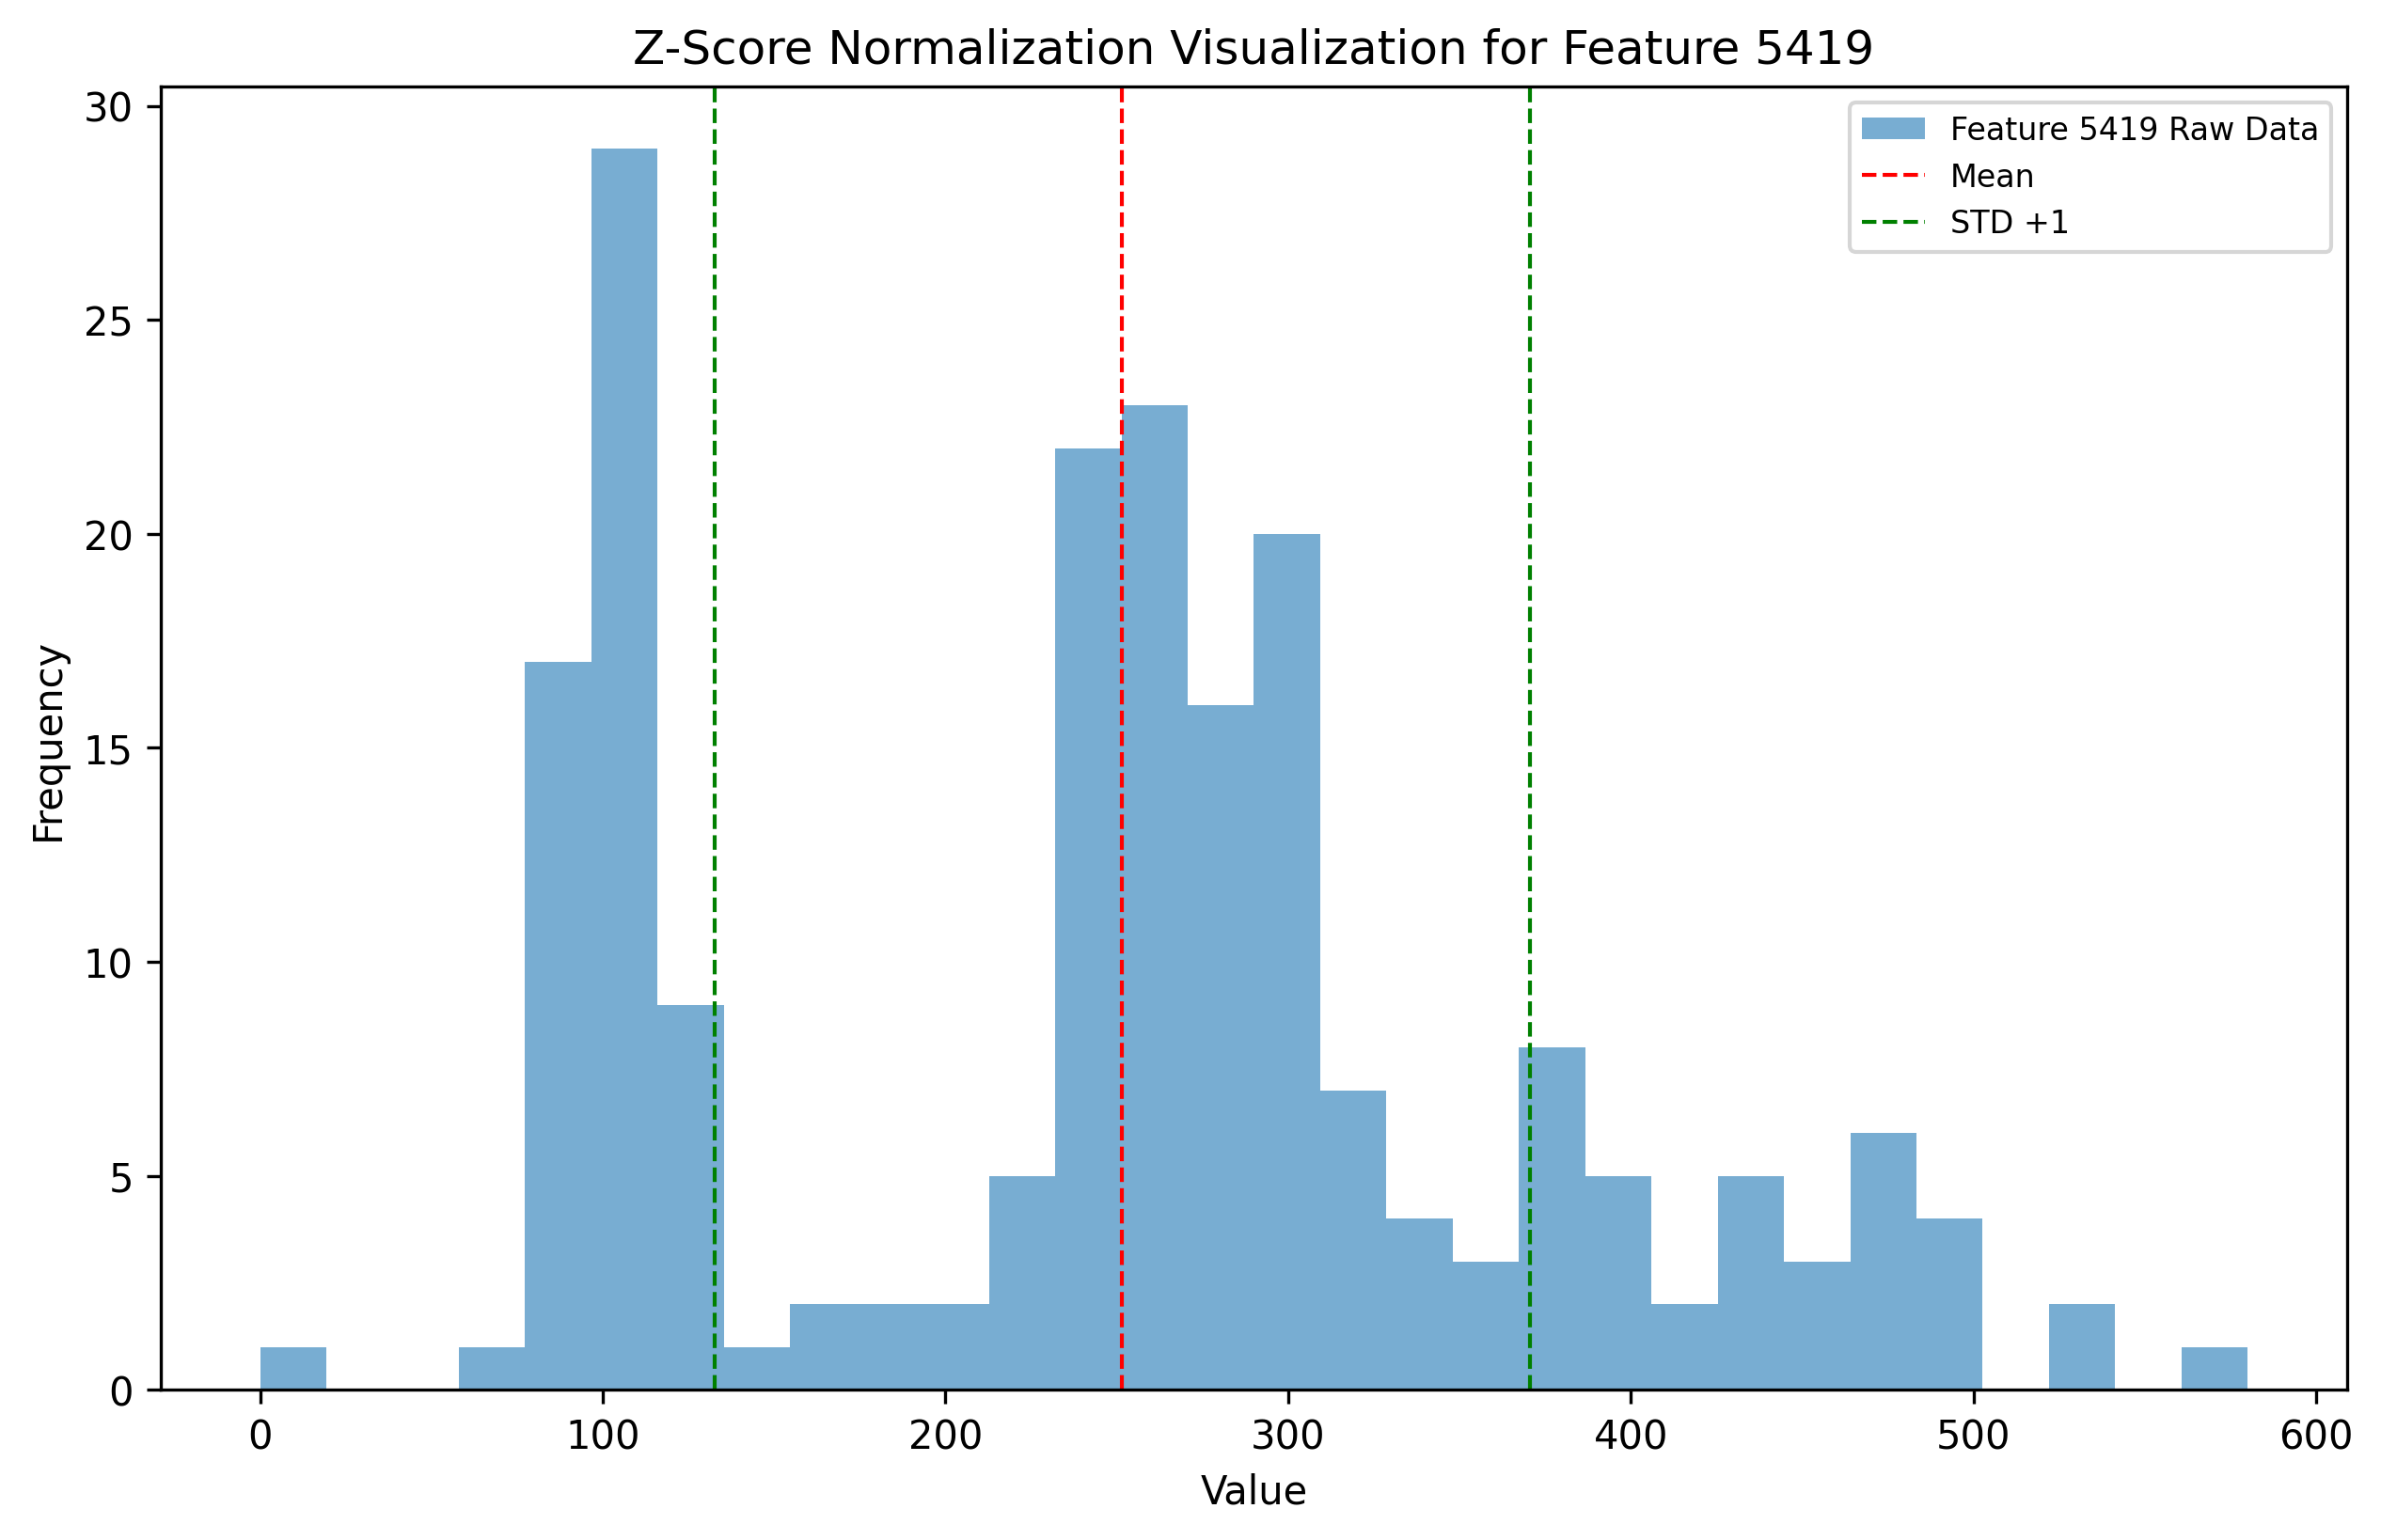 Z-Score Normalization Visualization for Feature 5419
Feature 5419 Raw Data
Mean
STD +1
30
25
20
15
10
5
0
Frequency
0 100 200 300 400 500 600
Value